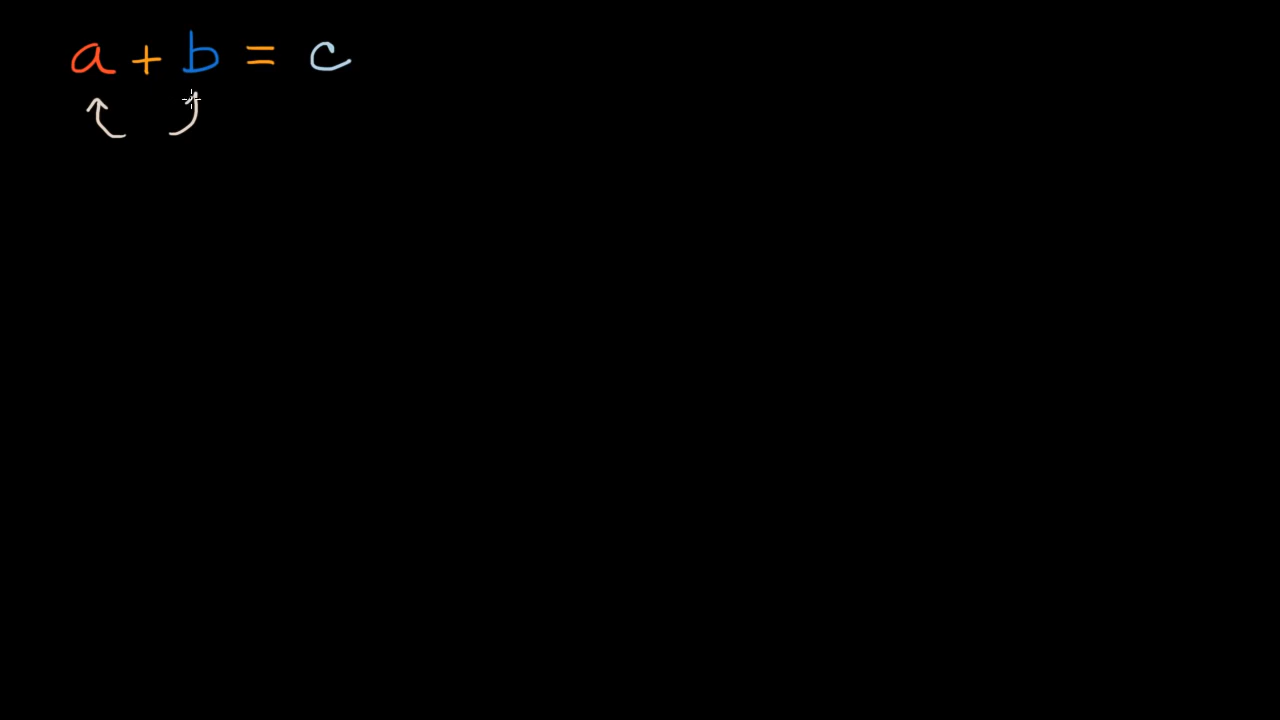 a + b = c